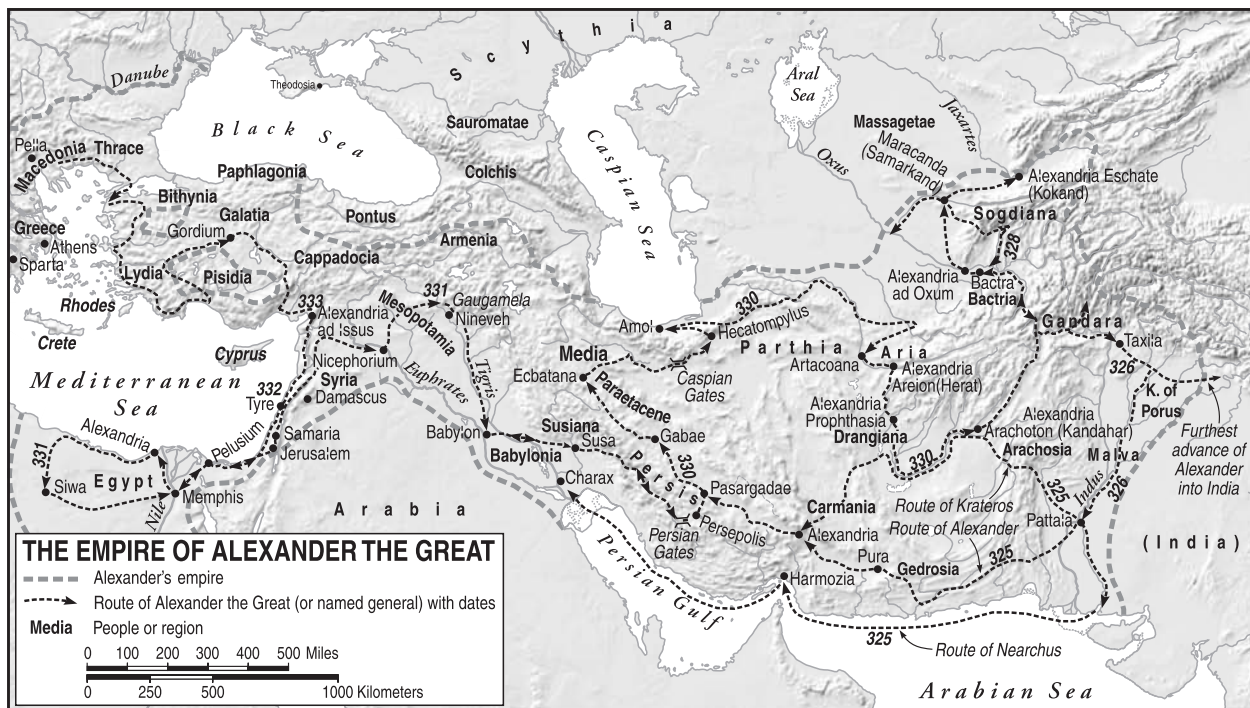 Scythia
Danube
Theodosia
Black Sea
Sauromatae
Colchis
Caspian Sea
Aral
Sea
Massagetae
Maracanda
(Samarkand)
Jaxartes
Oxus
Alexandria Eschate
(Kokand)
Sogdiana
328
Pella
Macedonia
Thrace
Paphlagonia
Bithynia
Galatia
Gordium
Pontus
Armenia
Cappadocia
Greece
Athens
Sparta
Lydia
Pisidia
Rhodes
Crete
Cyprus
333
Alexandria
ad Issus
Mesopotamia
331
Gaugamela
Nineveh
Nicephorium
Syria
Damascus
Euphrates
Tigris
Mediterranean
Sea
332
Tyre
Samaria
Jerusalem
Pelusium
Alexandria
331
Siwa
Egypt
Memphis
Nile
Arabia
Babylon
Babylonia
Susiana
Susa
Charax
Amol
Hecatompylus
330
Media
Ecbatana
Caspian
Gates
Paraetacene
Gabae
330
Persis
Pasargadae
Persepolis
Persian
Gates
Parthia
Artacoana
Aria
Alexandria
Areion(Herat)
Alexandria
Prophthasia
Drangiana
330
Alexandria
ad Oxum
Bactra
Bactria
Gandara
Taxila
326
K. of
Porus
Furthest
advance of
Alexander
into India
Alexandria
Arachoton (Kandahar)
Arachosia
Malva
Indus
326
325
Pattala
(India)
Route of Krateros
Route of Alexander
325
Carmania
Alexandria
Pura
Gedrosia
Harmozia
Persian Gulf
325
Route of Nearchus
Arabian Sea
THE EMPIRE OF ALEXANDER THE GREAT
Alexander's empire
Route of Alexander the Great (or named general) with dates
Media People or region
0 100 200 300 400 500 Miles
0 250 500 1000 Kilometers